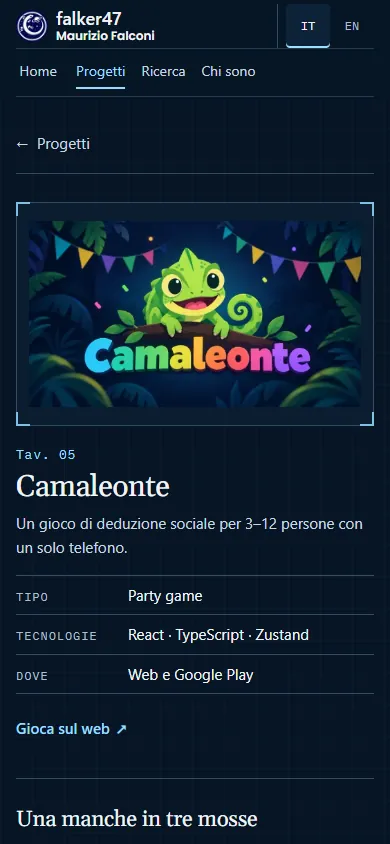 falker47
Maurizio Falconi
IT
EN
Home
Progetti
Ricerca
Chi sono
← Progetti
Camaleonte
Tav. 05
Camaleonte
Un gioco di deduzione sociale per 3–12 persone con
un solo telefono.
TIPO
Party game
TECNOLOGIE
React · TypeScript · Zustand
DOVE
Web e Google Play
Gioca sul web ↗
Una manche in tre mosse